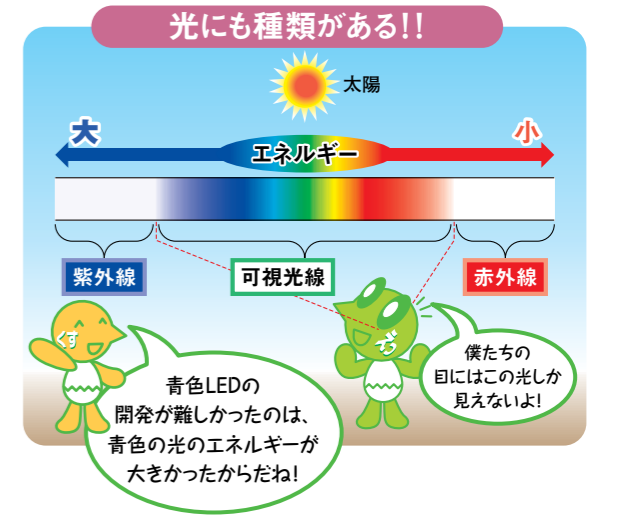 光にも種類がある!!
太陽
大
小
エネルギー
紫外線
可視光線
赤外線
くす
でら
青色LEDの
開発が難しかったのは、
青色の光のエネルギーが
大きかったからだね!
僕たちの
目にはこの光しか
見えないよ!